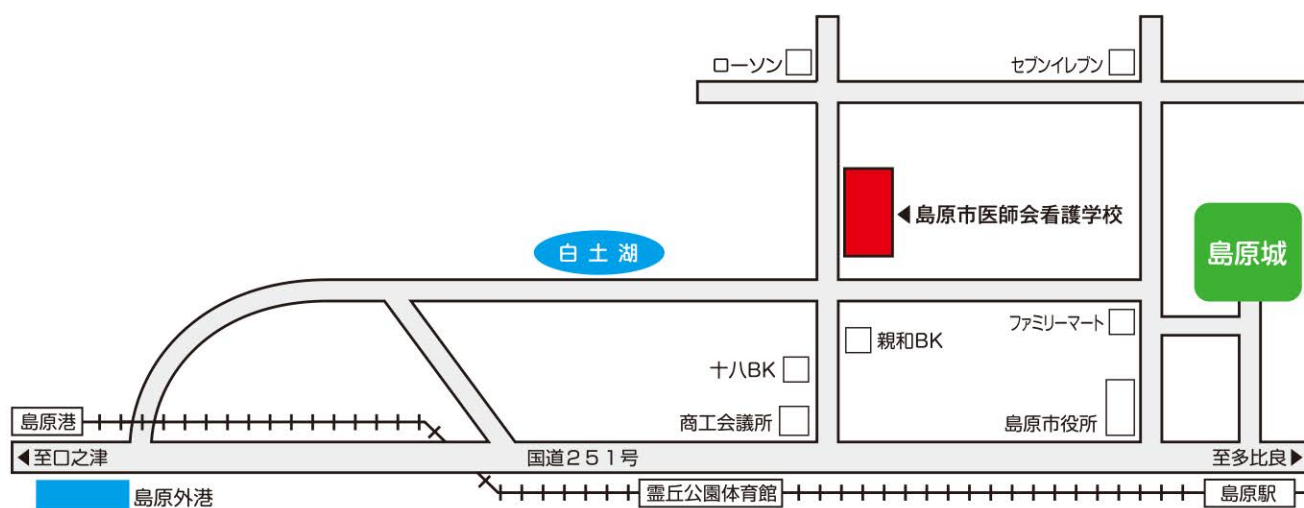 ローソン
セブンイレブン
◀島原市医師会看護学校
島原城
白土湖
ファミリーマート
親和BK
十八BK
商工会議所
島原市役所
島原港
◀至口之津
国道251号
至多比良▶
島原外港
霊丘公園体育館
島原駅